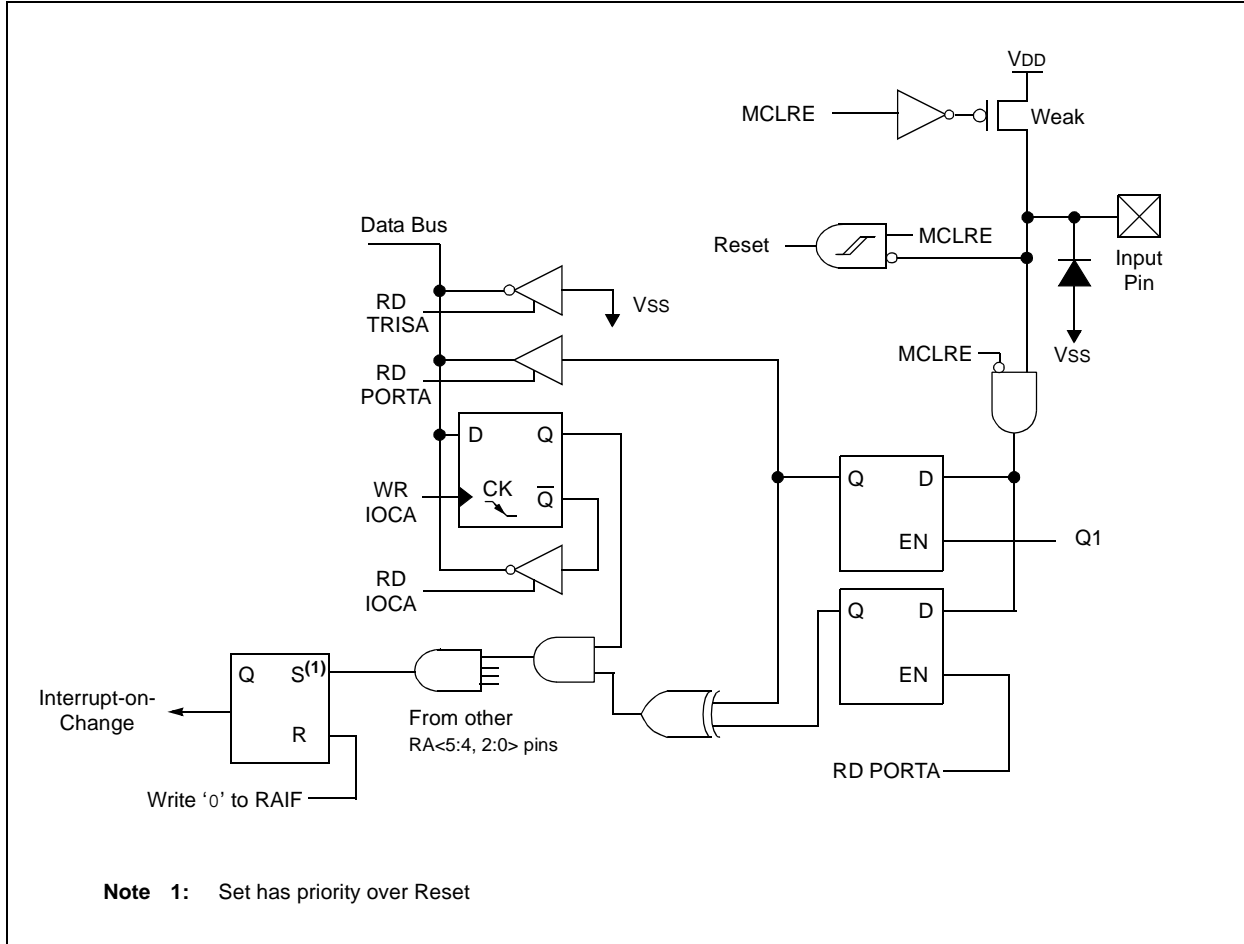 VDD
MCLRE
Weak
Data Bus
Reset
MCLRE
Input
Pin
RD
TRISA
VSS
MCLRE
VSS
RD
PORTA
D Q
Q D
WR
IOCA
CK
Q̅
EN
Q1
RD
IOCA
Q D
EN
Q S(1)
Interrupt-on-
Change
R
From other
RA<5:4, 2:0> pins
RD PORTA
Write ‘0’ to RAIF
Note 1: Set has priority over Reset